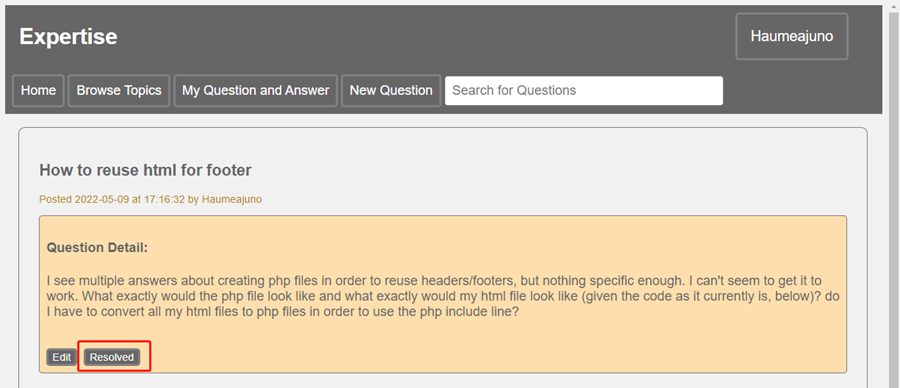 Expertise
Haumeajuno
Home
Browse Topics
My Question and Answer
New Question
Search for Questions
How to reuse html for footer
Posted 2022-05-09 at 17:16:32 by Haumeajuno
Question Detail:
I see multiple answers about creating php files in order to reuse headers/footers, but nothing specific enough. I can't seem to get it to
work. What exactly would the php file look like and what exactly would my html file look like (given the code as it currently is, below)? do
I have to convert all my html files to php files in order to use the php include line?
Edit
Resolved